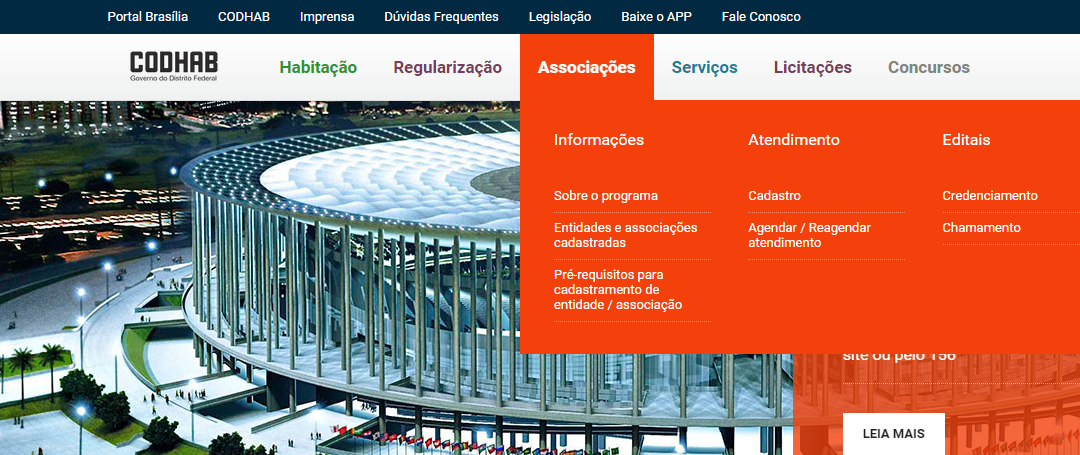 Portal Brasília CODHAB Imprensa Dúvidas Frequentes Legislação Baixe o APP Fale Conosco
CODHAB
Governo do Distrito Federal
Habitação Regularização Associações Serviços Licitações Concursos
Informações
Sobre o programa
Entidades e associações
cadastradas
Pré-requisitos para
cadastramento de
entidade / associação
Atendimento
Cadastro
Agendar / Reagendar
atendimento
Editais
Credenciamento
Chamamento
site ou pelo 156
LEIA MAIS